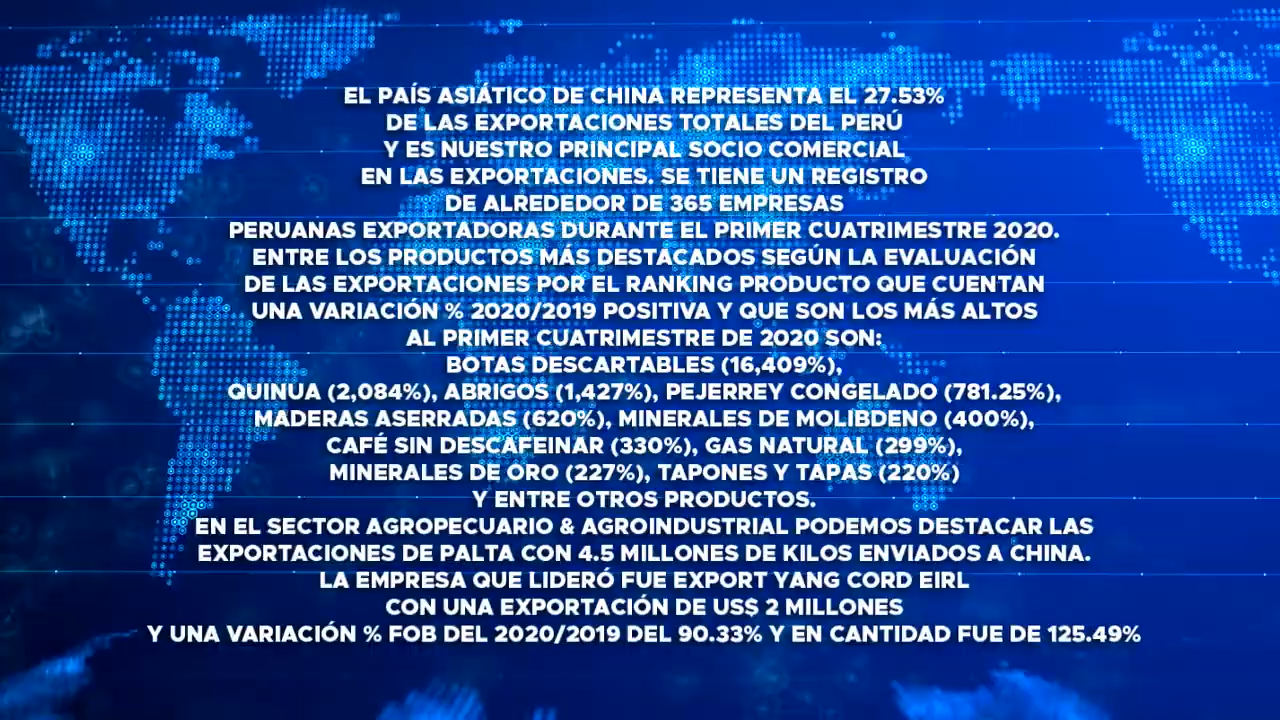 EL PAÍS ASIÁTICO DE CHINA REPRESENTA EL 27.53%
DE LAS EXPORTACIONES TOTALES DEL PERÚ
Y ES NUESTRO PRINCIPAL SOCIO COMERCIAL
EN LAS EXPORTACIONES. SE TIENE UN REGISTRO
DE ALREDEDOR DE 365 EMPRESAS
PERUANAS EXPORTADORAS DURANTE EL PRIMER CUATRIMESTRE 2020.
ENTRE LOS PRODUCTOS MÁS DESTACADOS SEGÚN LA EVALUACIÓN
DE LAS EXPORTACIONES POR EL RANKING PRODUCTO QUE CUENTAN
UNA VARIACIÓN % 2020/2019 POSITIVA Y QUE SON LOS MÁS ALTOS
AL PRIMER CUATRIMESTRE DE 2020 SON:
BOTAS DESCARTABLES (16,409%),
QUINUA (2,084%), ABRIGOS (1,427%), PEJERREY CONGELADO (781.25%),
MADERAS ASERRADAS (620%), MINERALES DE MOLIBDENO (400%),
CAFÉ SIN DESCAFEINAR (330%), GAS NATURAL (299%),
MINERALES DE ORO (227%), TAPONES Y TAPAS (220%)
Y ENTRE OTROS PRODUCTOS.
EN EL SECTOR AGROPECUARIO & AGROINDUSTRIAL PODEMOS DESTACAR LAS
EXPORTACIONES DE PALTA CON 4.5 MILLONES DE KILOS ENVIADOS A CHINA.
LA EMPRESA QUE LIDERÓ FUE EXPORT YANG CORD EIRL
CON UNA EXPORTACIÓN DE US$ 2 MILLONES
Y UNA VARIACIÓN % FOB DEL 2020/2019 DEL 90.33% Y EN CANTIDAD FUE DE 125.49%